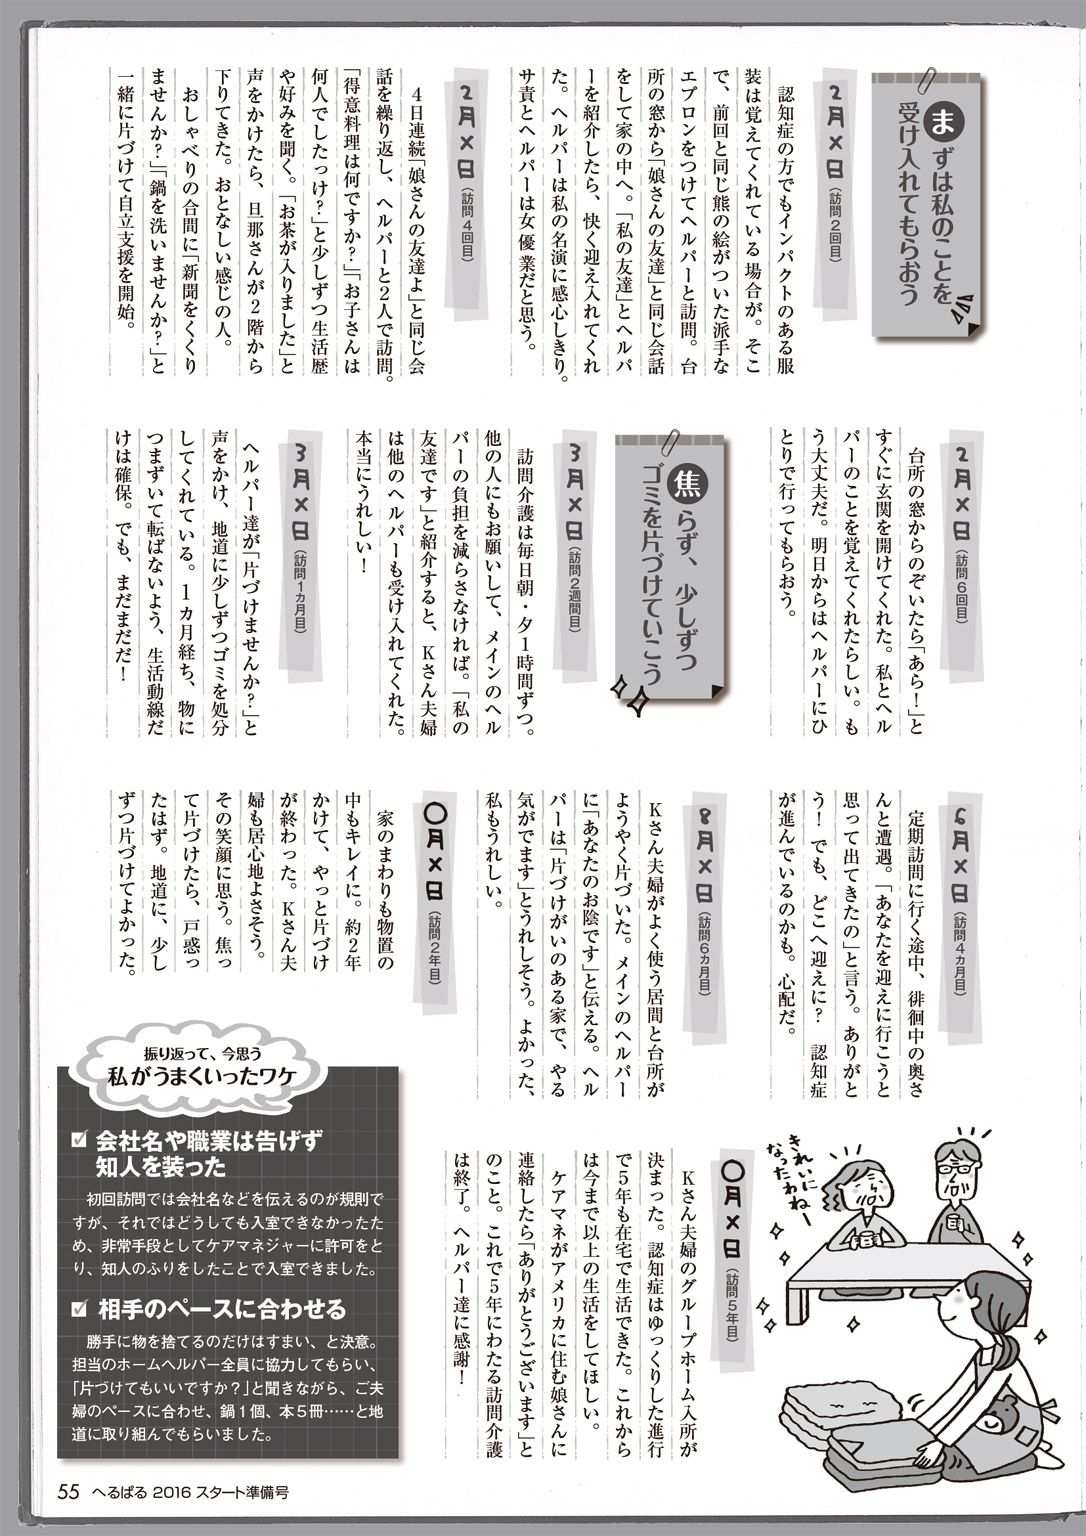 まずは私のことを
受け入れてもらおう
2月×日（訪問2回目）
認知症の方でもインパクトのある服
装は覚えてくれている場合が。そこ
で、前回と同じ熊の絵がついた派手な
エプロンをつけてヘルパーと訪問。台
所の窓から「娘さんの友達」と同じ会話
をして家の中へ。「私の友達」とヘルパ
ーを紹介したら、快く迎え入れてくれ
た。ヘルパーは私の名演に感心しきり。
サ責とヘルパーは女優業だと思う。
2月×日（訪問4回目）
4日連続「娘さんの友達よ」と同じ会
話を繰り返し、ヘルパーと2人で訪問。
「得意料理は何ですか？」「お子さんは
何人でしたっけ？」と少しずつ生活歴
や好みを聞く。「お茶が入りました」と
声をかけたら、旦那さんが2階から
下りてきた。おとなしい感じの人。
おしゃべりの合間に「新聞をくくり
ませんか？」「鍋を洗いませんか？」と
一緒に片づけて自立支援を開始。
2月×日（訪問6回目）
台所の窓からのぞいたら「あら！」と
すぐに玄関を開けてくれた。私とヘル
パーのことを覚えてくれたらしい。も
う大丈夫だ。明日からはヘルパーにひ
とりで行ってもらおう。
焦らず、少しずつ
ゴミを片づけていこう
3月×日（訪問2週間目）
訪問介護は毎日朝・夕1時間ずつ。
他の人にもお願いして、メインのヘル
パーの負担を減らさなければ。「私の
友達です」と紹介すると、Kさん夫婦
は他のヘルパーも受け入れてくれた。
本当にうれしい！
3月×日（訪問1カ月目）
ヘルパー達が「片づけませんか？」と
声をかけ、地道に少しずつゴミを処分
してくれている。1カ月経ち、物に
つまずいて転ばないよう、生活動線だ
けは確保。でも、まだまだだ！
6月×日（訪問4カ月目）
定期訪問に行く途中、徘徊中の奥さ
んと遭遇。「あなたを迎えに行こうと
思って出てきたの」と言う。ありがと
う！でも、どこへ迎えに？ 認知症
が進んでいるのかも。心配だ。
8月×日（訪問6カ月目）
Kさん夫婦がよく使う居間と台所が
ようやく片づいた。メインのヘルパー
に「あなたのお陰です」と伝える。ヘル
パーは「片づけがいのある家で、やる
気がでます」とうれしそう。よかった、
私もうれしい。
○月×日（訪問2年目）
家のまわりも物置の
中もキレイに。約2年
かけて、やっと片づけ
が終わった。Kさん夫
婦も居心地よさそう。
その笑顔に思う。焦っ
て片づけたら、戸惑っ
たはず。地道に、少し
ずつ片づけてよかった。
○月×日（訪問5年目）
Kさん夫婦のグループホーム入所が
決まった。認知症はゆっくりした進行
で5年も在宅で生活できた。これから
は今まで以上の生活をしてほしい。
ケアマネがアメリカに住む娘さんに
連絡したら「ありがとうございます」と
のこと。これで5年にわたる訪問介護
は終了。ヘルパー達に感謝！
きれいに
なったわねー
振り返って、今思う
私がうまくいったワケ
会社名や職業は告げず
知人を装った
初回訪問では会社名などを伝えるのが規則で
すが、それではどうしても入室できなかったた
め、非常手段としてケアマネジャーに許可をと
り、知人のふりをしたことで入室できました。
相手のペースに合わせる
勝手に物を捨てるのだけはすまい、と決意。
担当のホームヘルパー全員に協力してもらい、
「片づけてもいいですか？」と聞きながら、ご夫
婦のペースに合わせ、鍋1個、本5冊……と地
道に取り組んでもらいました。
55 へるぱる 2016 スタート準備号